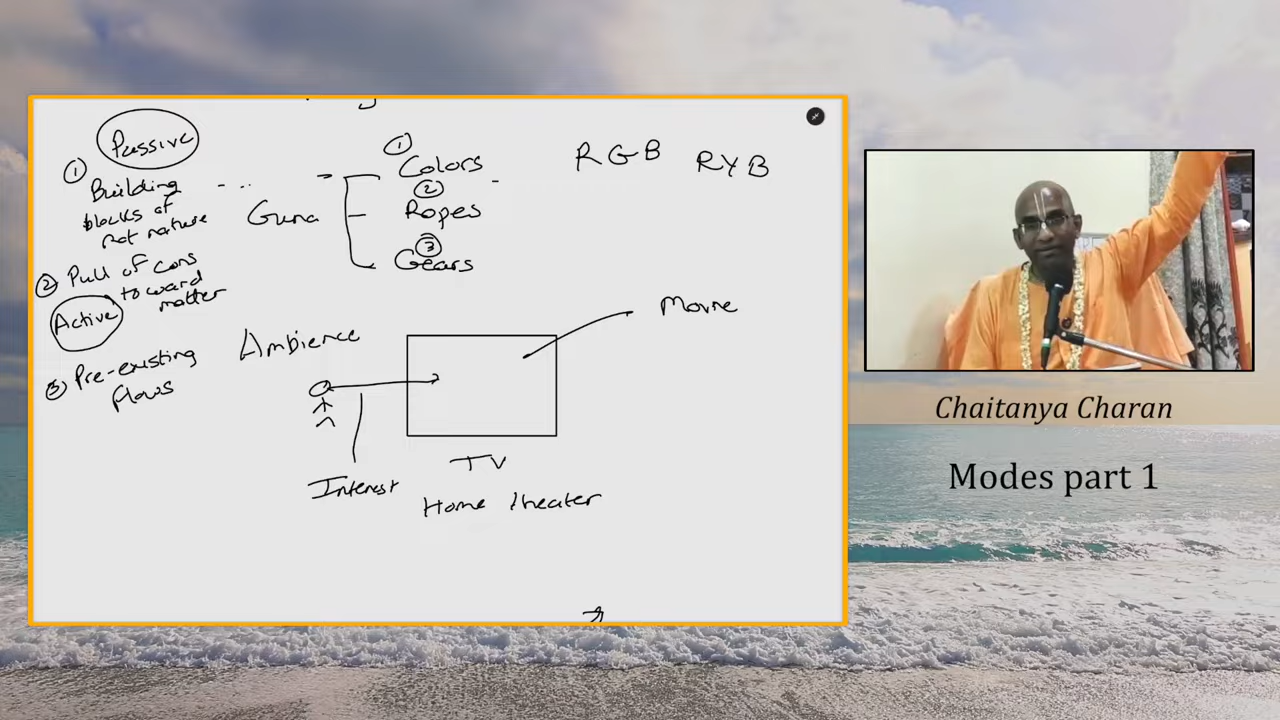 Passive
①
Building
blocks of
mat nature
② Pull of cons
toward
matter
Active
③ Pre-existing
flows
Guna
①
Colors
②
Ropes
③
Gears
RGB RYB
Ambience
Movie
Interest
TV
Home theater
Chaitanya Charan
Modes part 1